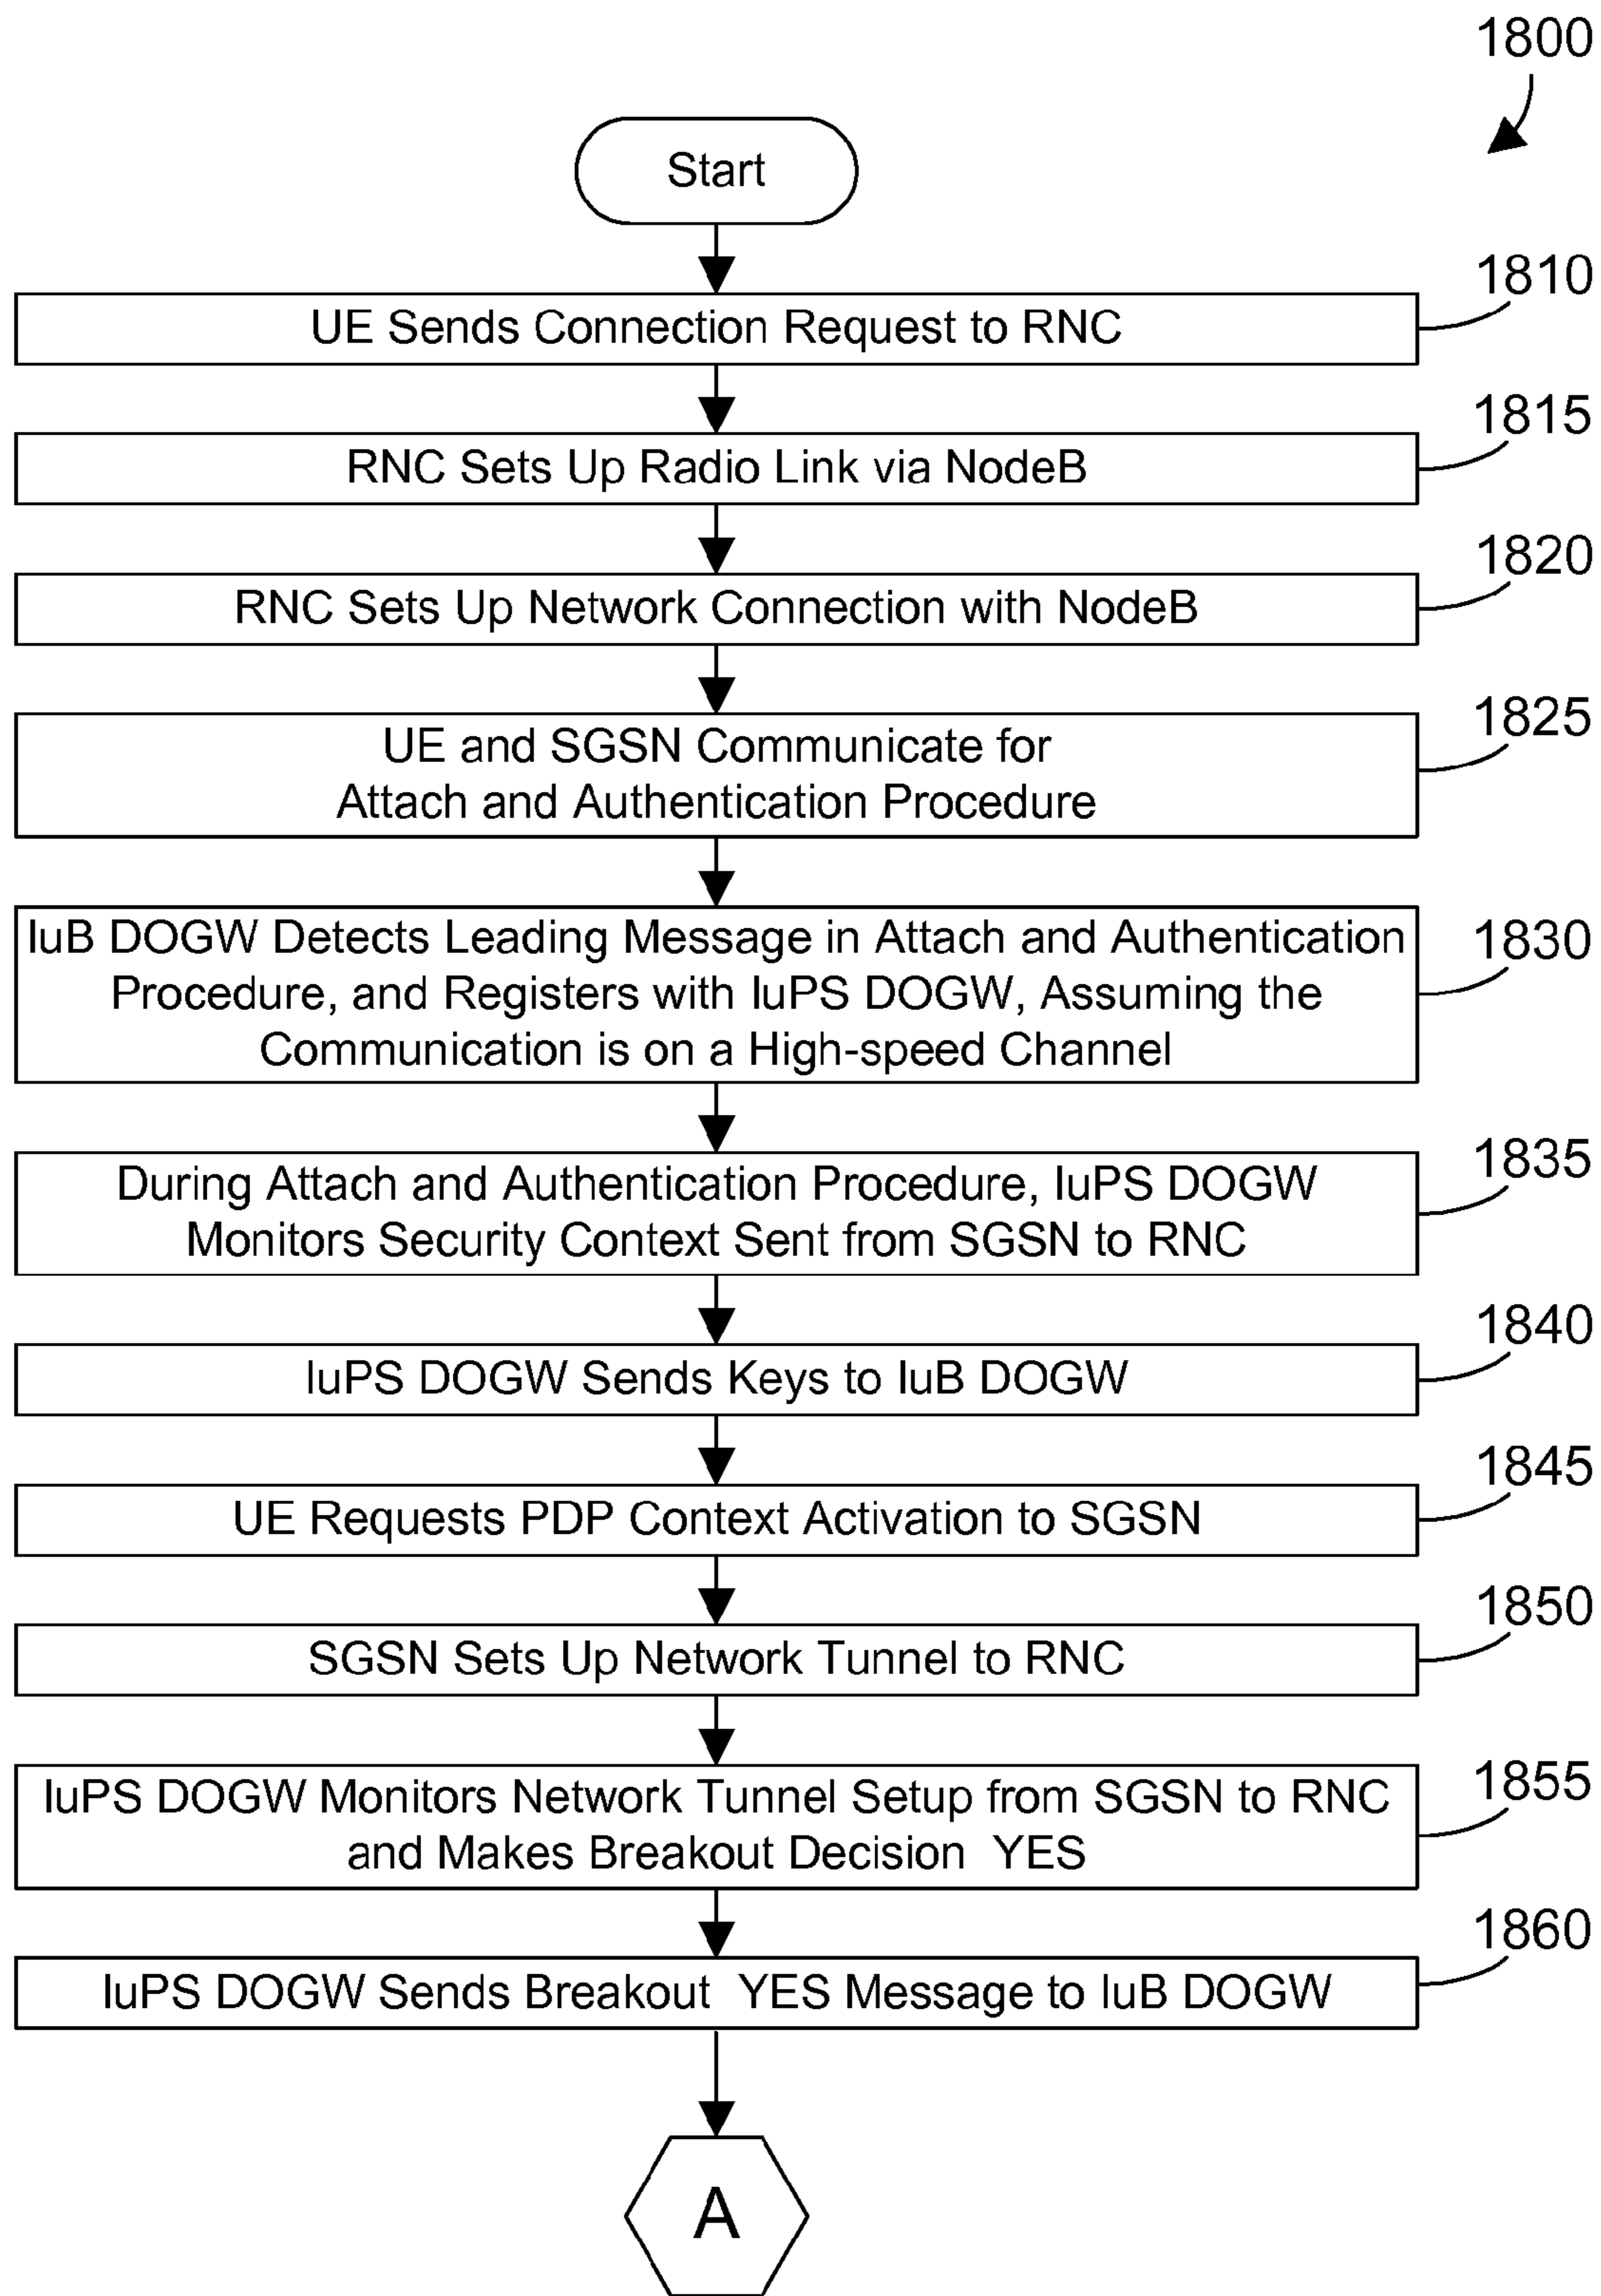 1800
Start
1810
UE Sends Connection Request to RNC
1815
RNC Sets Up Radio Link via NodeB
1820
RNC Sets Up Network Connection with NodeB
1825
UE and SGSN Communicate for
Attach and Authentication Procedure
1830
IuB DOGW Detects Leading Message in Attach and Authentication
Procedure, and Registers with IuPS DOGW, Assuming the
Communication is on a High-speed Channel
1835
During Attach and Authentication Procedure, IuPS DOGW
Monitors Security Context Sent from SGSN to RNC
1840
IuPS DOGW Sends Keys to IuB DOGW
1845
UE Requests PDP Context Activation to SGSN
1850
SGSN Sets Up Network Tunnel to RNC
1855
IuPS DOGW Monitors Network Tunnel Setup from SGSN to RNC
and Makes Breakout Decision YES
1860
IuPS DOGW Sends Breakout YES Message to IuB DOGW
A